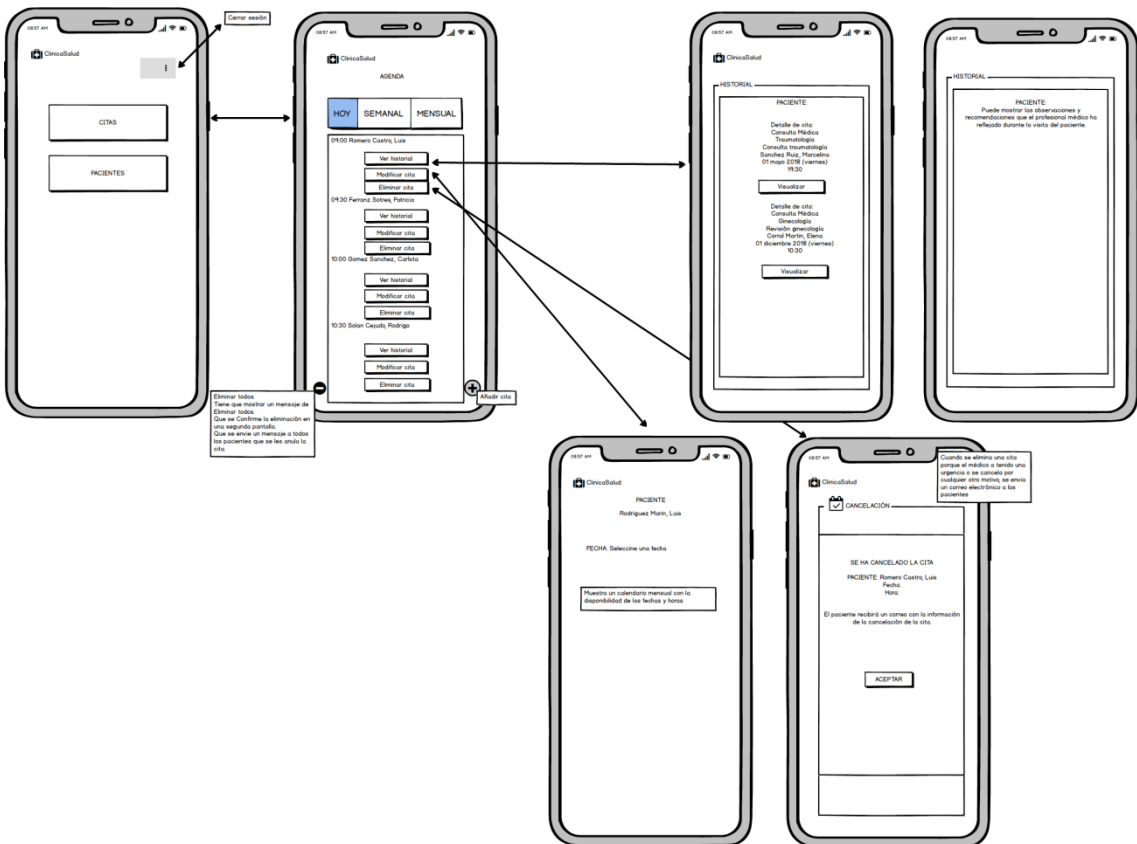 08:57 AM
ClinicaSalud
Cerrar sesión
CITAS
PACIENTES
08:57 AM
ClinicaSalud
AGENDA
HOY SEMANAL MENSUAL
09:00 Romero Castro, Luis
Ver historial
Modificar cita
Eliminar cita
09:30 Ferranz Sotres, Patricia
Ver historial
Modificar cita
Eliminar cita
10:00 Gomez Sanchez, Carlota
Ver historial
Modificar cita
Eliminar cita
10:30 Solan Cejudo, Rodrigo
Ver historial
Modificar cita
Eliminar cita
Añadir cita
Eliminar todas.
Tiene que mostrar un mensaje de
Eliminar todas.
Que se Confirme la eliminación en
una segunda pantalla.
Que se envie un mensaje a todos
los pacientes que se les anula la
cita.
08:57 AM
ClinicaSalud
HISTORIAL
PACIENTE:
Detalle de cita:
Consulta Médica
Traumatología
Consulta traumatología
Sanchez Ruiz, Marcelino
01 mayo 2018 (viernes)
19:30
Visualizar
Detalle de cita:
Consulta Médica
Ginecología
Revisión ginecología
Corral Martin, Elena
01 diciembre 2018 (viernes)
10:30
Visualizar
08:57 AM
HISTORIAL
PACIENTE:
Puede mostrar las observaciones y
recomendaciones que el profesional médico ha
reflejado durante la visita del paciente.
08:57 AM
ClinicaSalud
PACIENTE
Rodriguez Marin, Luis
FECHA: Seleccine una fecha
Muestra un calendario mensual con la
disponibilidad de las fechas y horas
08:57 AM
ClinicaSalud
Cuando se elimina una cita
porque el médico a tenido una
urgencia o se cancela por
cualquier otro motivo, se envia
un correo electrónico a los
pacientes
CANCELACIÓN
SE HA CANCELADO LA CITA
PACIENTE: Romero Castro, Luis
Fecha:
Hora:
El paciente recibirá un correo con la información
de la cancelación de la cita.
ACEPTAR